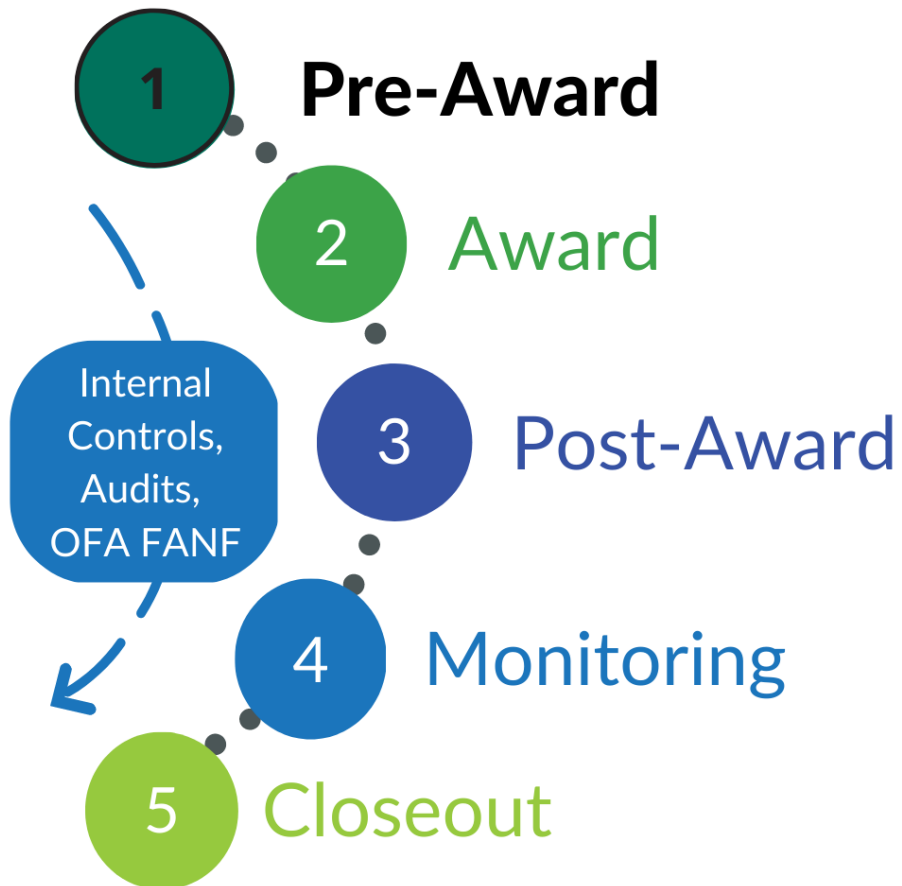 1
Pre-Award
2
Award
Internal
Controls,
Audits,
OFA FANF
3
Post-Award
4
Monitoring
5
Closeout